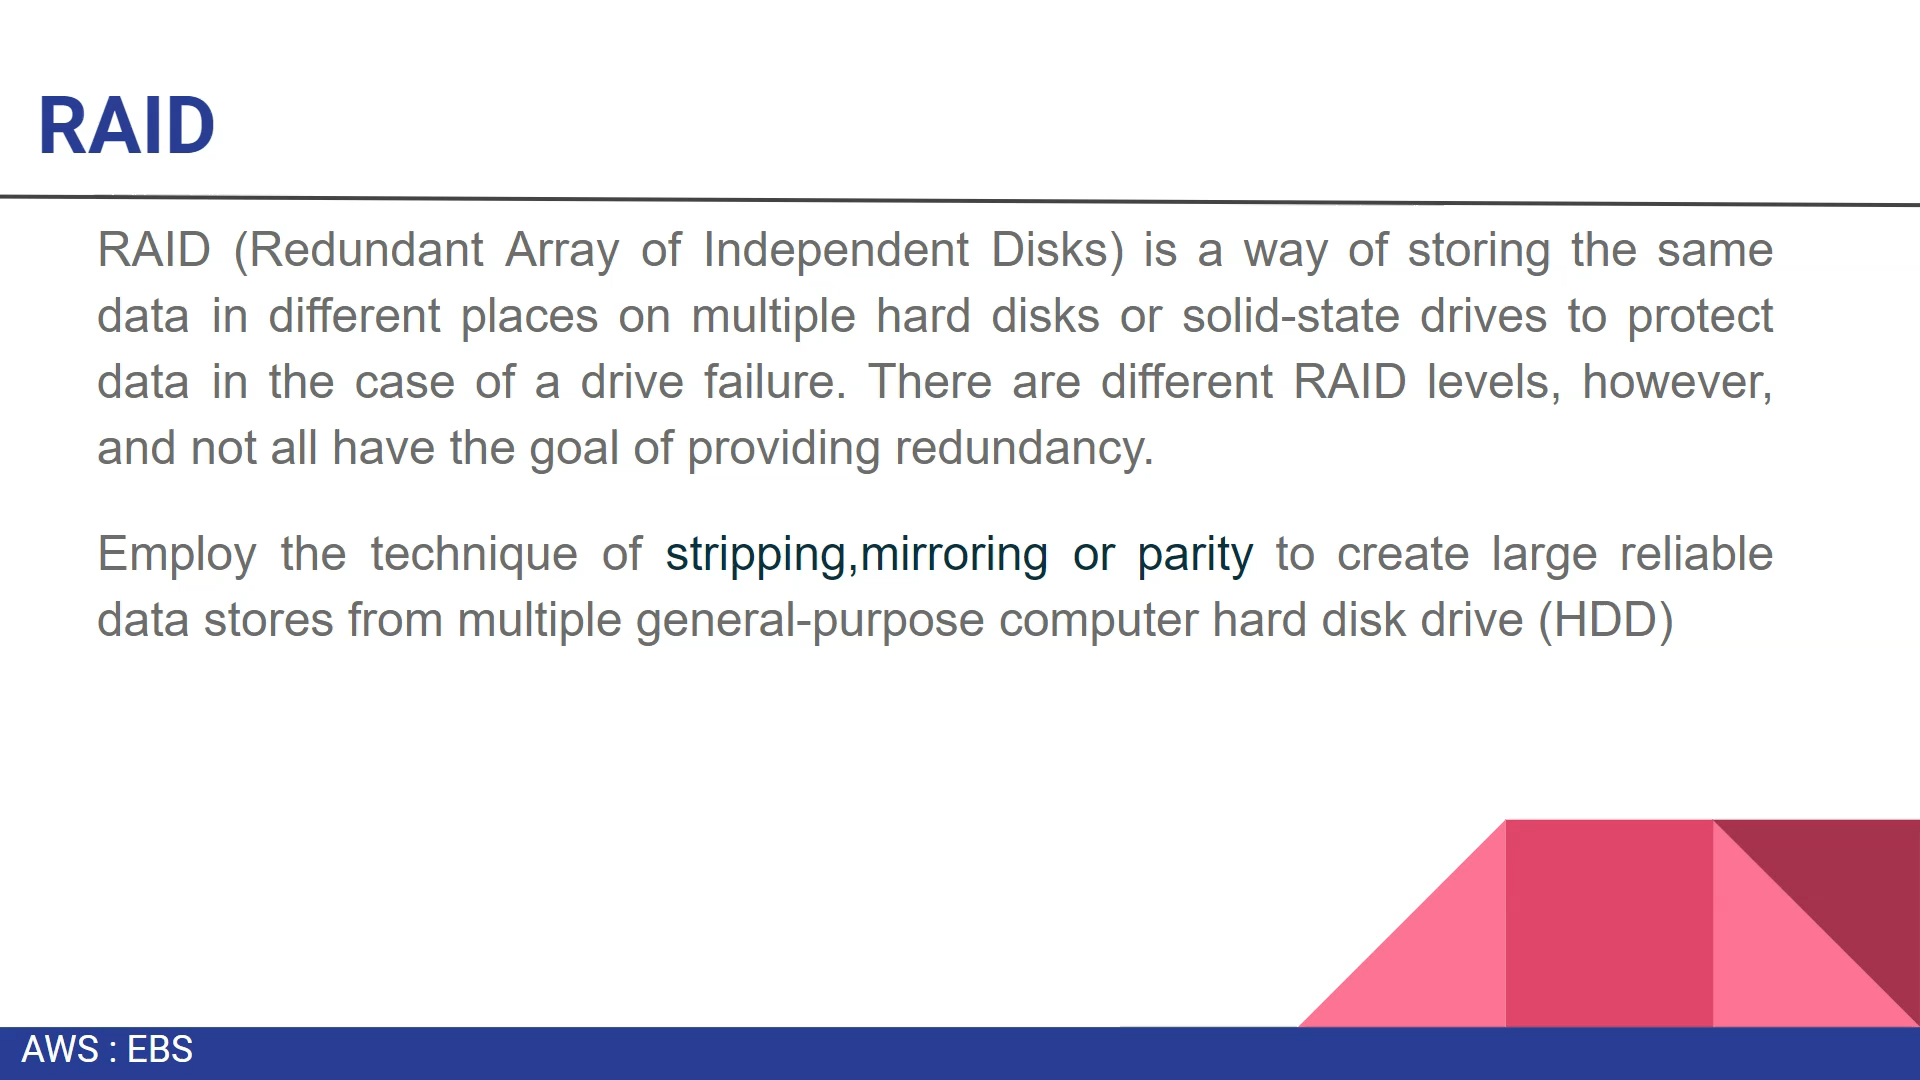 RAID
RAID (Redundant Array of Independent Disks) is a way of storing the same
data in different places on multiple hard disks or solid-state drives to protect
data in the case of a drive failure. There are different RAID levels, however,
and not all have the goal of providing redundancy.
Employ the technique of stripping,mirroring or parity to create large reliable
data stores from multiple general-purpose computer hard disk drive (HDD)
AWS : EBS